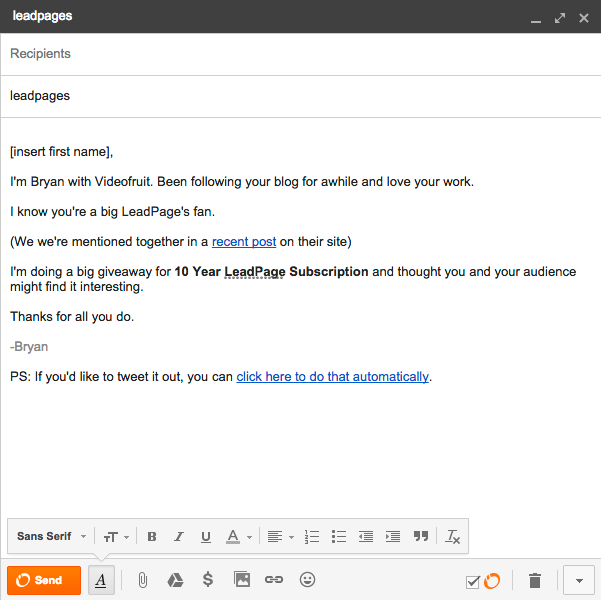 leadpages
Recipients
leadpages
[insert first name],
I'm Bryan with Videofruit. Been following your blog for awhile and love your work.
I know you're a big LeadPage's fan.
(We we're mentioned together in a recent post on their site)
I'm doing a big giveaway for 10 Year LeadPage Subscription and thought you and your audience
might find it interesting.
Thanks for all you do.
-Bryan
PS: If you'd like to tweet it out, you can click here to do that automatically.
Sans Serif TT B I U A Tx
Send A $